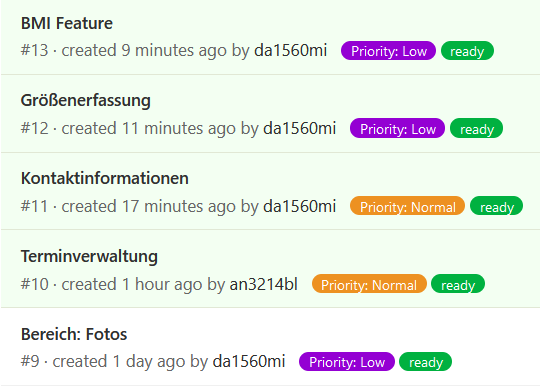 BMI Feature
#13 · created 9 minutes ago by da1560mi Priority: Low ready
Größenerfassung
#12 · created 11 minutes ago by da1560mi Priority: Low ready
Kontaktinformationen
#11 · created 17 minutes ago by da1560mi Priority: Normal ready
Terminverwaltung
#10 · created 1 hour ago by an3214bl Priority: Normal ready
Bereich: Fotos
#9 · created 1 day ago by da1560mi Priority: Low ready